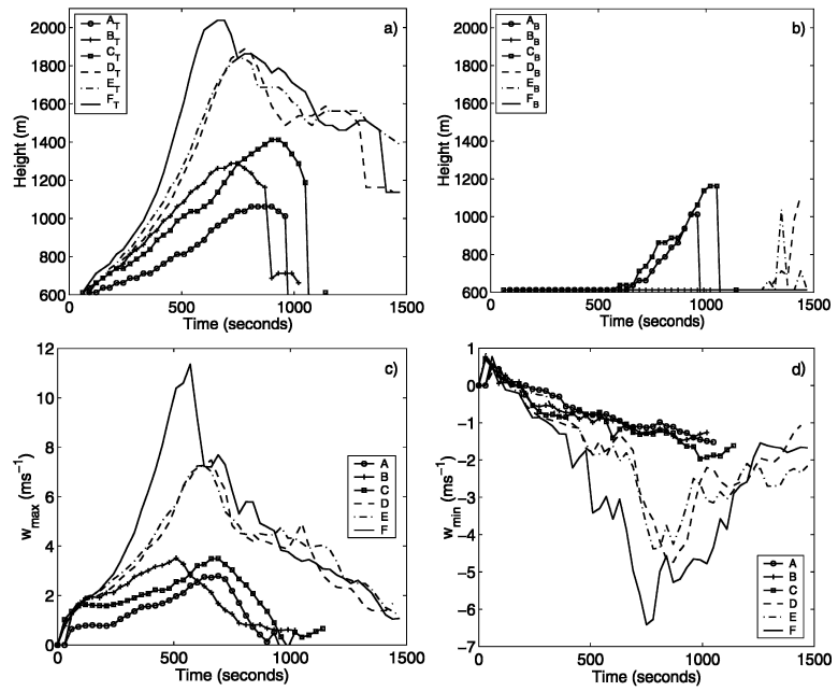 a)
2000
1800
1600
1400
1200
1000
800
600
Height (m)
A_T
B_T
C_T
D_T
E_T
F_T
0 500 1000 1500
Time (seconds)
b)
2000
1800
1600
1400
1200
1000
800
600
Height (m)
A_B
B_B
C_B
D_B
E_B
F_B
0 500 1000 1500
Time (seconds)
c)
12
10
8
6
4
2
0
w_max (ms⁻¹)
A
B
C
D
E
F
0 500 1000 1500
Time (seconds)
d)
1
0
−1
−2
−3
−4
−5
−6
−7
w_min (ms⁻¹)
A
B
C
D
E
F
0 500 1000 1500
Time (seconds)